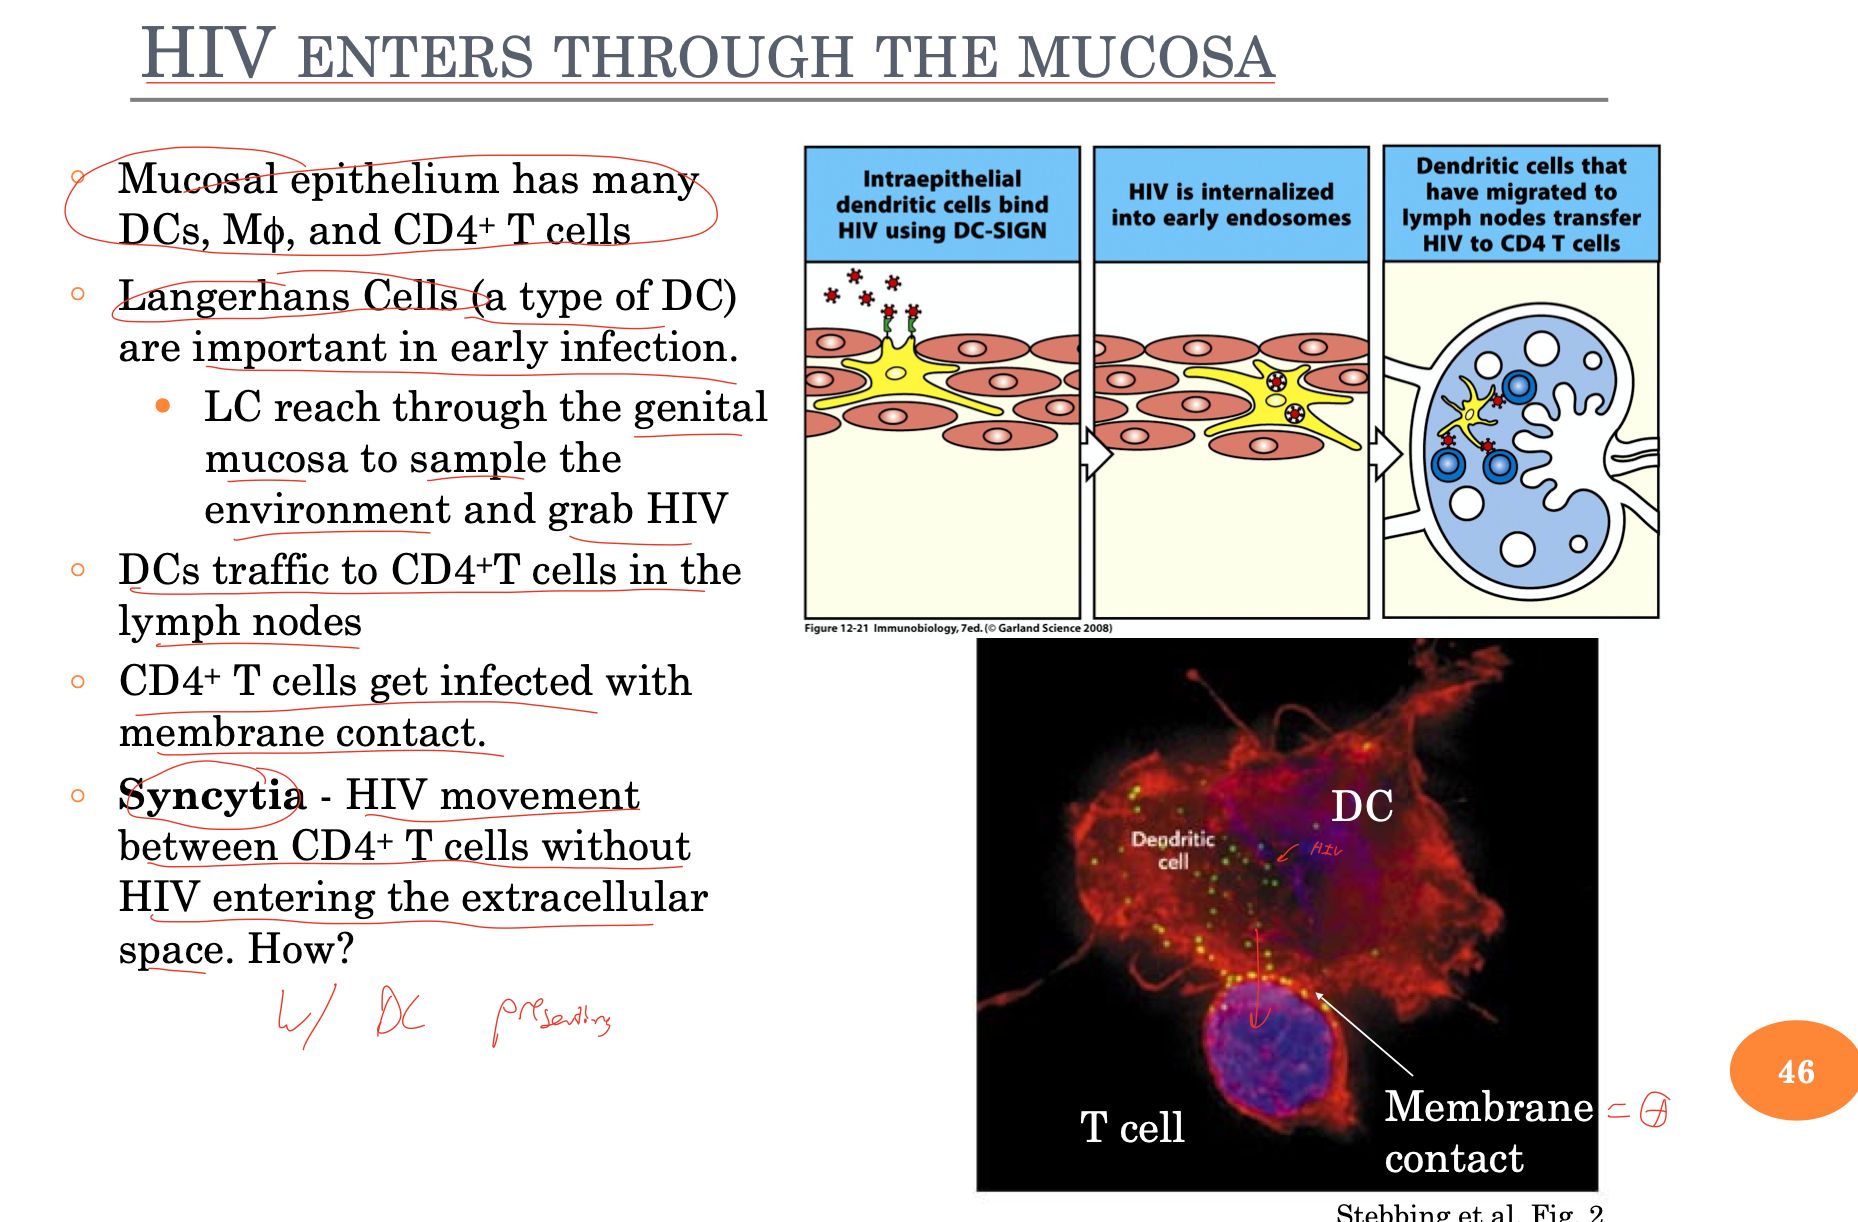 HIV ENTERS THROUGH THE MUCOSA
Mucosal epithelium has many
DCs, Mϕ, and CD4⁺ T cells
Langerhans Cells (a type of DC)
are important in early infection.
LC reach through the genital
mucosa to sample the
environment and grab HIV
DCs traffic to CD4⁺T cells in the
lymph nodes
CD4⁺ T cells get infected with
membrane contact.
Syncytia - HIV movement
between CD4⁺ T cells without
HIV entering the extracellular
space. How?
w/ DC presenting
Intraepithelial
dendritic cells bind
HIV using DC-SIGN
HIV is internalized
into early endosomes
Dendritic cells that
have migrated to
lymph nodes transfer
HIV to CD4 T cells
Figure 12-21 Immunobiology, 7ed. (© Garland Science 2008)
DC
Dendritic
cell
HIV
T cell
Membrane = ⊕
contact
Stebbing et al. Fig. 2
46